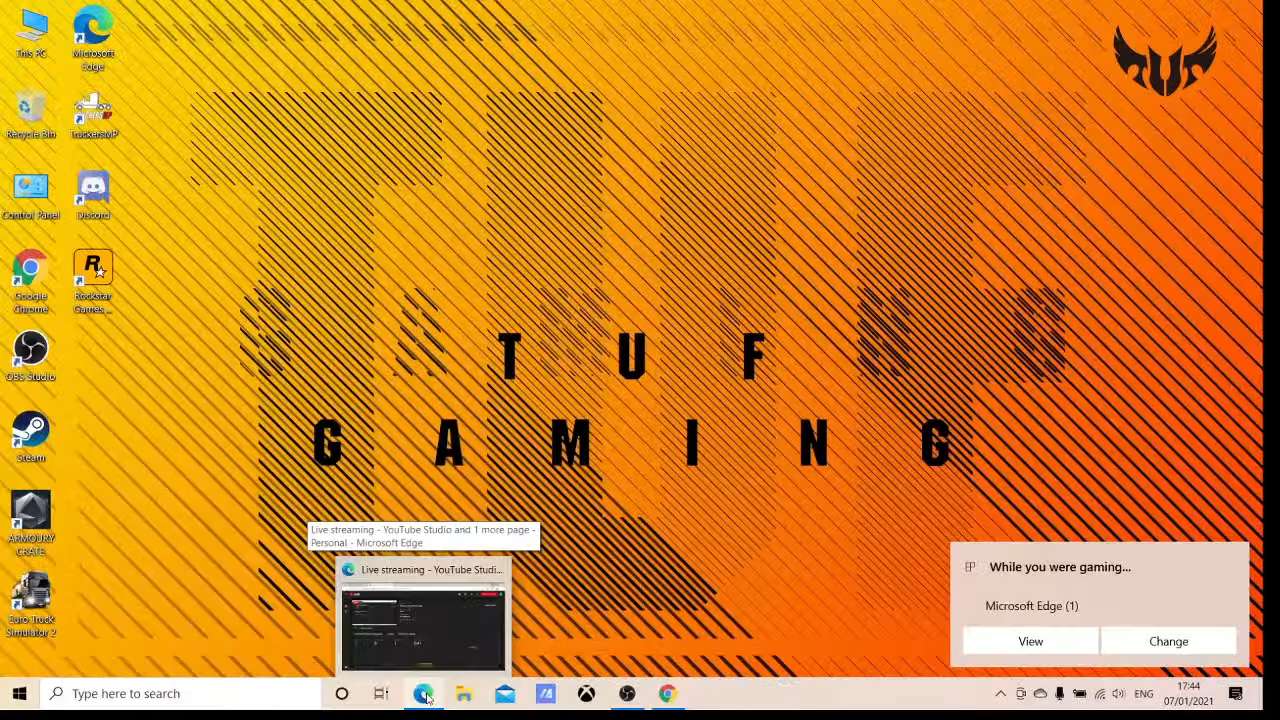 This PC
Microsoft
Edge
Recycle Bin
TruckersMP
Control Panel
Discord
Google
Chrome
Rockstar
Games...
OBS Studio
Steam
ARMOURY
CRATE
Euro Truck
Simulator 2
T U F
G A M I N G
Live streaming - YouTube Studio and 1 more page -
Personal - Microsoft Edge
Live streaming - YouTube Studi...
While you were gaming...
Microsoft Edge (1)
View
Change
Type here to search
ENG
17:44
07/01/2021